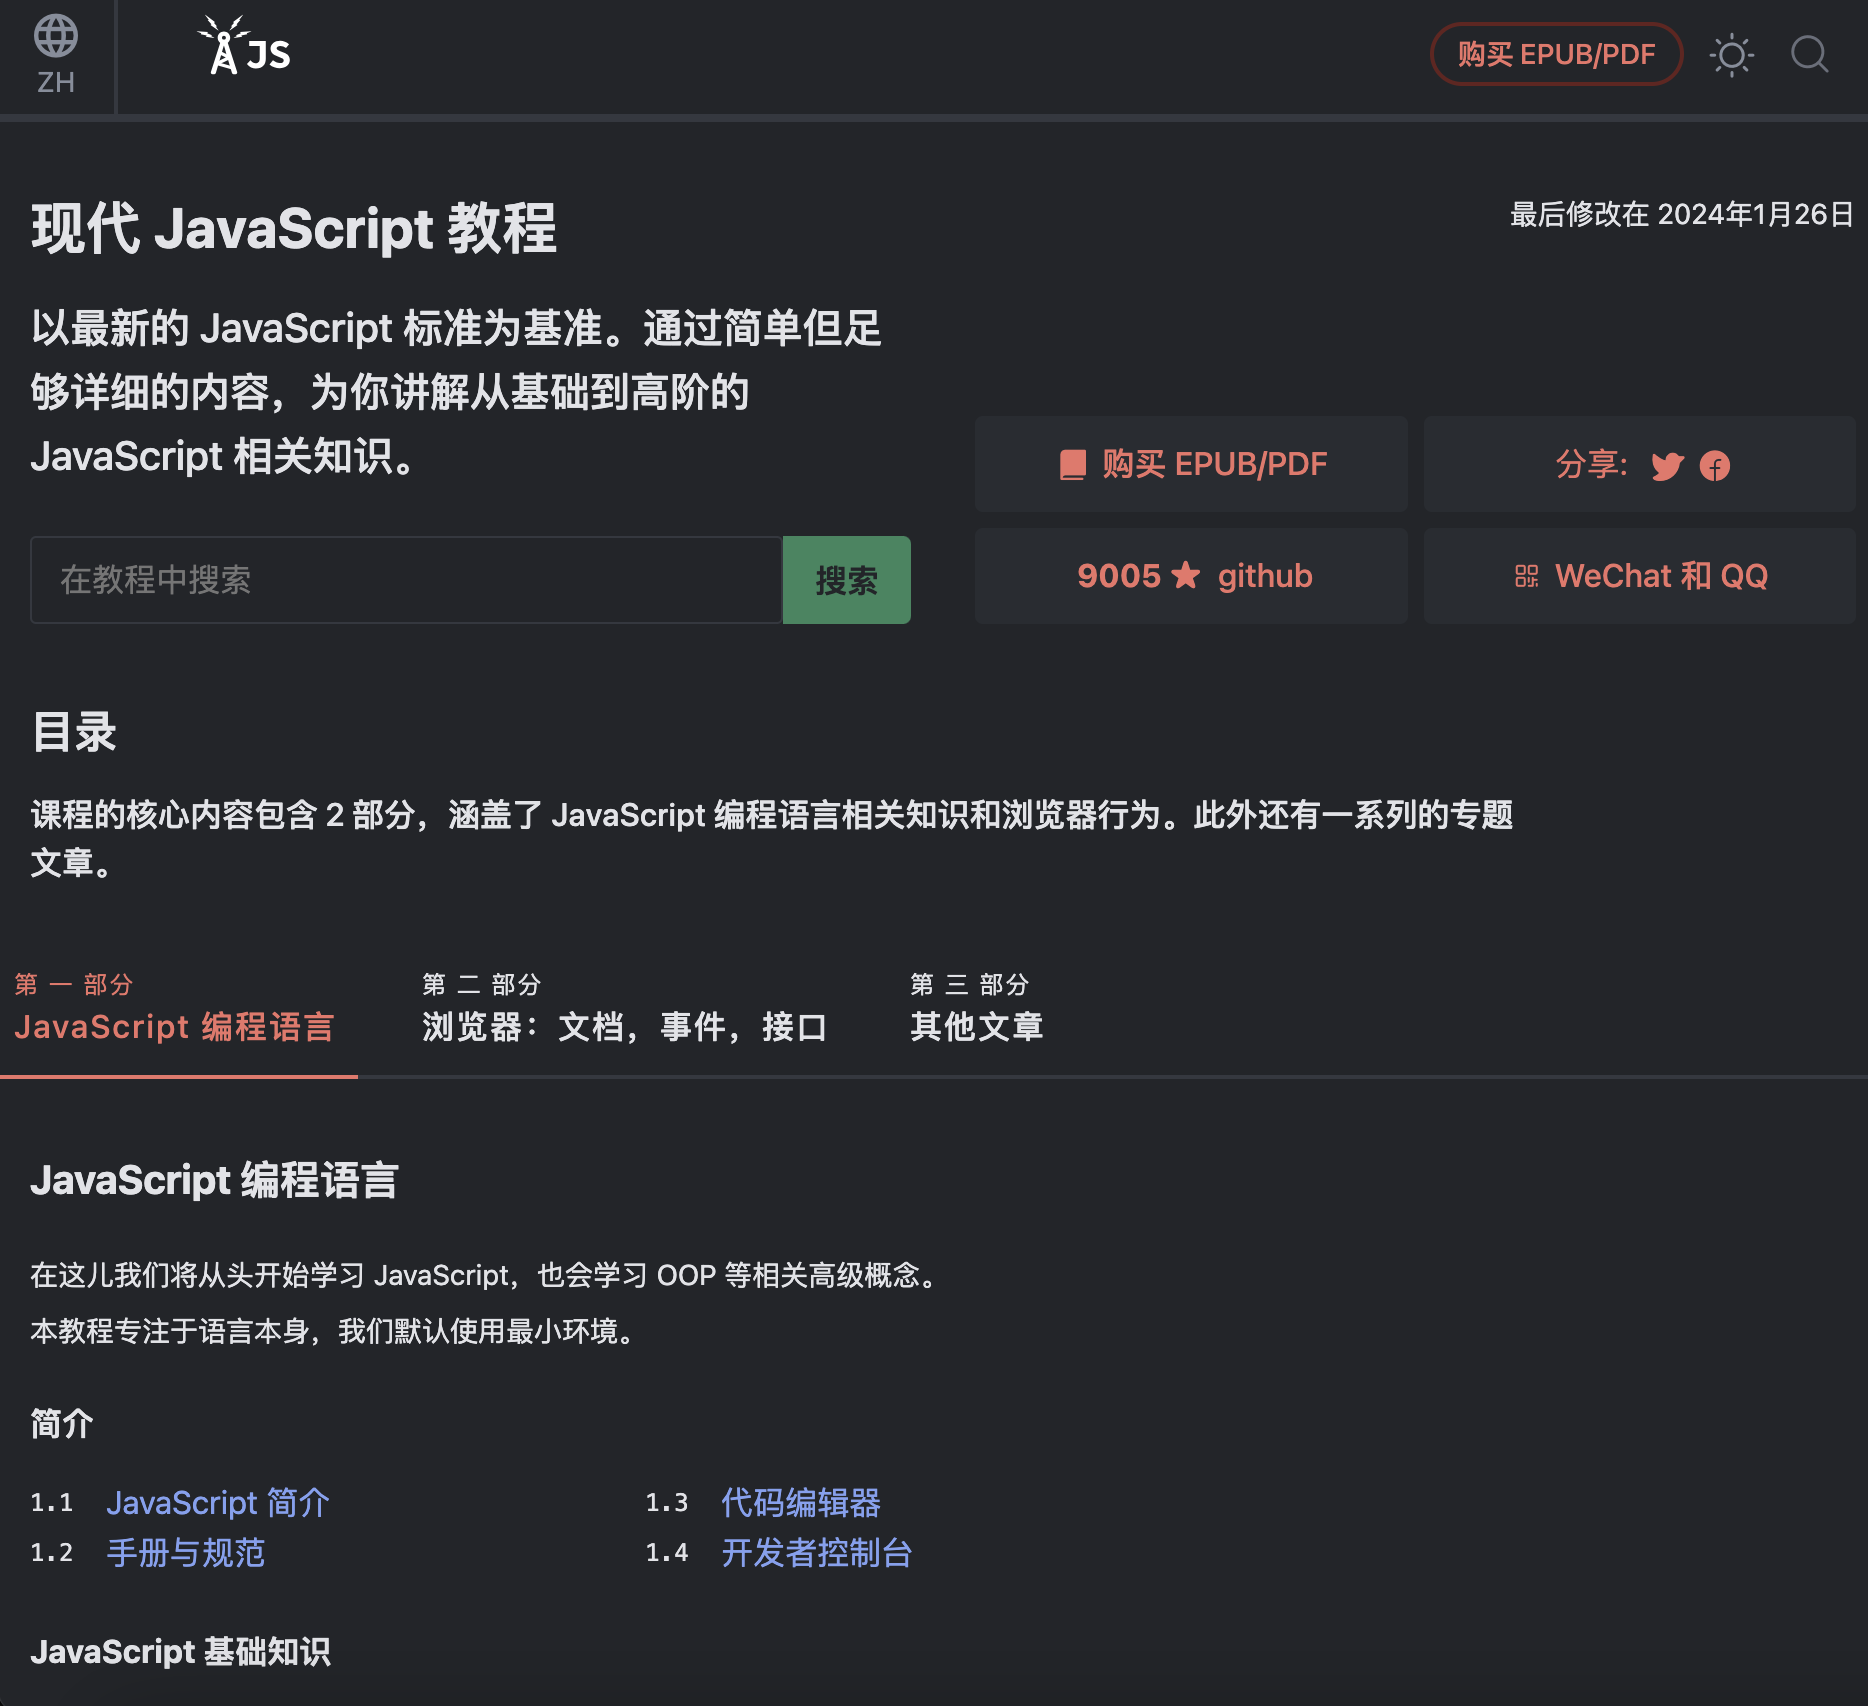 ZH
JS
购买 EPUB/PDF
现代 JavaScript 教程
最后修改在 2024年1月26日
以最新的 JavaScript 标准为基准。通过简单但足
够详细的内容，为你讲解从基础到高阶的
JavaScript 相关知识。
购买 EPUB/PDF
分享:
在教程中搜索
搜索
9005 github
WeChat 和 QQ
目录
课程的核心内容包含 2 部分，涵盖了 JavaScript 编程语言相关知识和浏览器行为。此外还有一系列的专题
文章。
第 一 部分
JavaScript 编程语言
第 二 部分
浏览器：文档，事件，接口
第 三 部分
其他文章
JavaScript 编程语言
在这儿我们将从头开始学习 JavaScript，也会学习 OOP 等相关高级概念。
本教程专注于语言本身，我们默认使用最小环境。
简介
1.1 JavaScript 简介
1.2 手册与规范
1.3 代码编辑器
1.4 开发者控制台
JavaScript 基础知识